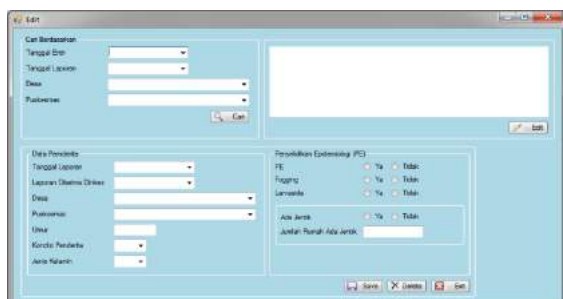 Edit
Cari Berdasarkan
Tanggal Entri
Tanggal Laporan
Desa
Puskesmas
Cari
Edit
Data Penderita
Tanggal Laporan
Laporan Diterima Dinkes
Desa
Puskesmas
Umur
Kondisi Penderita
Jenis Kelamin
Penyelidikan Epidemiologi (PE)
PE Ya Tidak
Fogging Ya Tidak
Larvasida Ya Tidak
Ada Jentik Ya Tidak
Jumlah Rumah Ada Jentik
Save Delete Exit